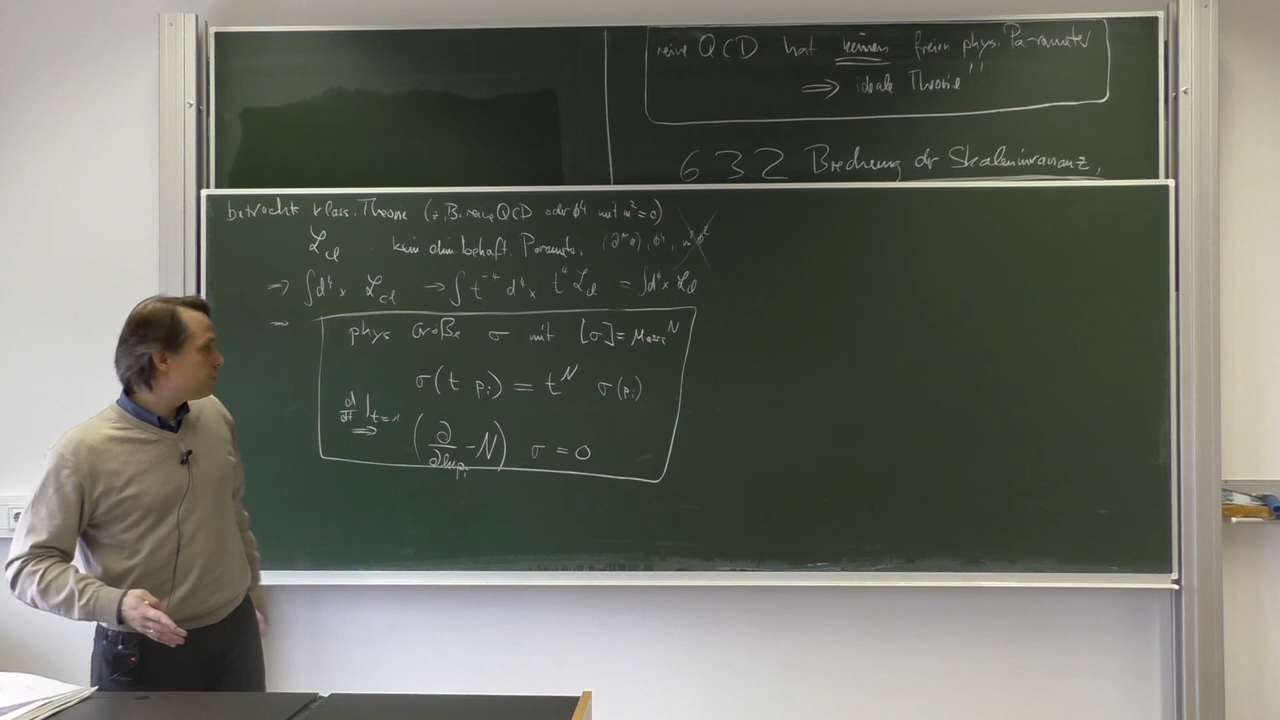 reine QCD hat keinen freien phys. Parameter
⇒ ideale Theorie!!
6.3.2 Brechung der Skaleninvarianz,
betrachte klass. Theorie (z.B. reine QCD oder ϕ⁴ mit m²=0)
ℒ_cl kein dim. behaft. Parameter, (∂^μ ϕ)², ϕ⁴, m²ϕ²
⇒ ∫d⁴x ℒ_cl → ∫t⁻⁴ d⁴x t⁴ ℒ_cl = ∫d⁴x ℒ_cl
⇒ phys Größe σ mit [σ] = Masse^N
σ(t p_i) = t^N σ(p_i)
d/dt |_{t=1} ⇒ (∂/∂ln p_i - N) σ = 0